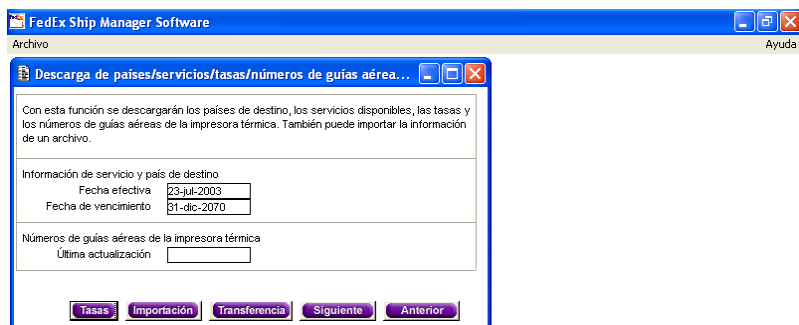 FedEx Ship Manager Software
Archivo Ayuda
Descarga de países/servicios/tasas/números de guías aérea...
Con esta función se descargarán los países de destino, los servicios disponibles, las tasas y
los números de guías aéreas de la impresora térmica. También puede importar la información
de un archivo.
Información de servicio y país de destino
Fecha efectiva 23-jul-2003
Fecha de vencimiento 31-dic-2070
Números de guías aéreas de la impresora térmica
Última actualización
Tasas Importación Transferencia Siguiente Anterior